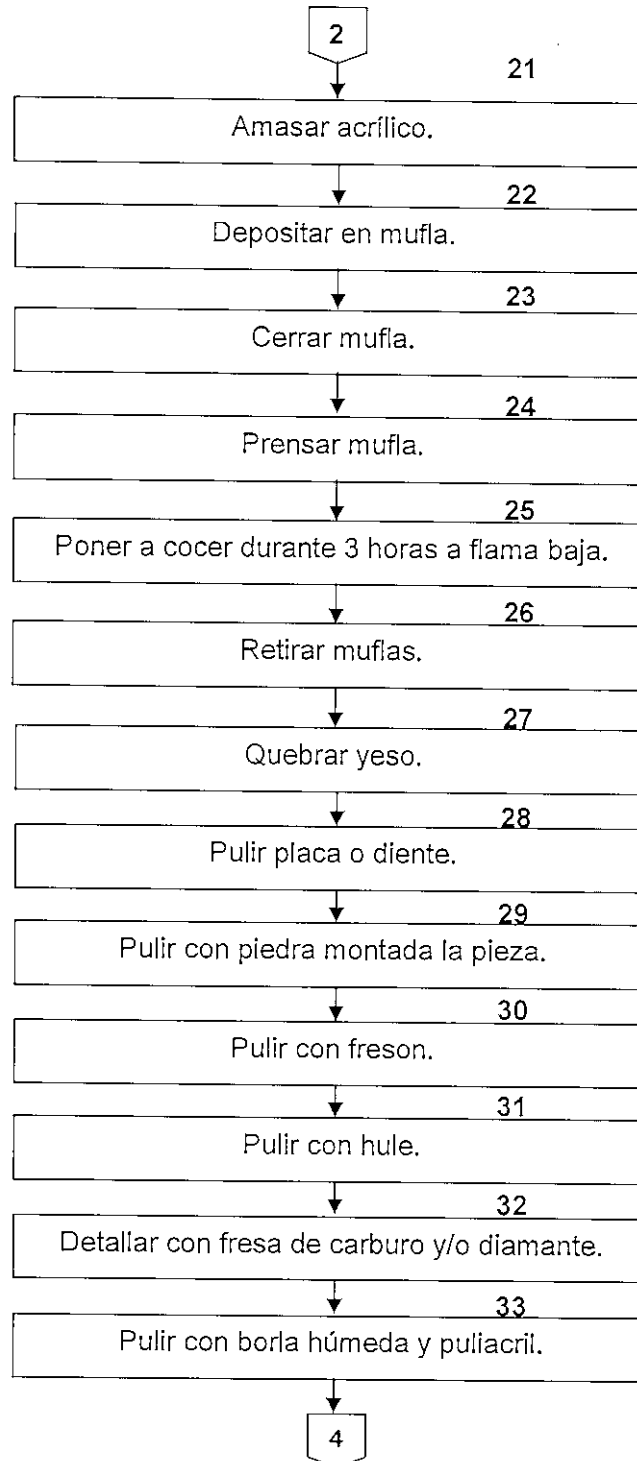 2
21
Amasar acrílico.
22
Depositar en mufla.
23
Cerrar mufla.
24
Prensar mufla.
25
Poner a cocer durante 3 horas a flama baja.
26
Retirar muflas.
27
Quebrar yeso.
28
Pulir placa o diente.
29
Pulir con piedra montada la pieza.
30
Pulir con freson.
31
Pulir con hule.
32
Detallar con fresa de carburo y/o diamante.
33
Pulir con borla húmeda y puliacril.
4